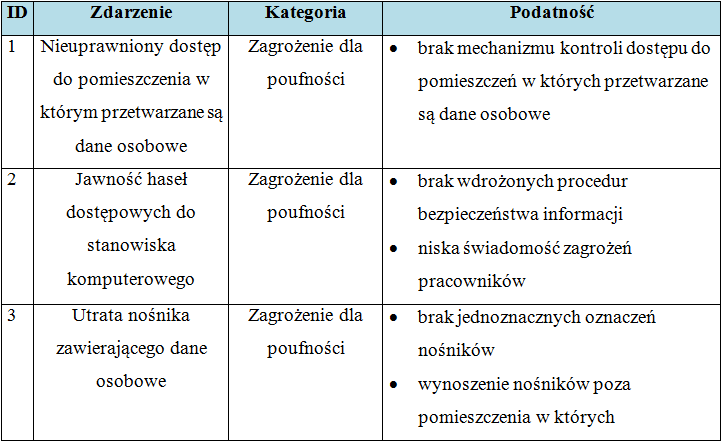 ID Zdarzenie Kategoria Podatność
1 Nieuprawniony dostęp Zagrożenie dla • brak mechanizmu kontroli dostępu do
do pomieszczenia w poufności pomieszczeń w których przetwarzane
którym przetwarzane są są dane osobowe
dane osobowe
2 Jawność haseł Zagrożenie dla • brak wdrożonych procedur
dostępowych do poufności bezpieczeństwa informacji
stanowiska • niska świadomość zagrożeń
komputerowego pracowników
3 Utrata nośnika Zagrożenie dla • brak jednoznacznych oznaczeń
zawierającego dane poufności nośników
osobowe • wynoszenie nośników poza
pomieszczenia w których